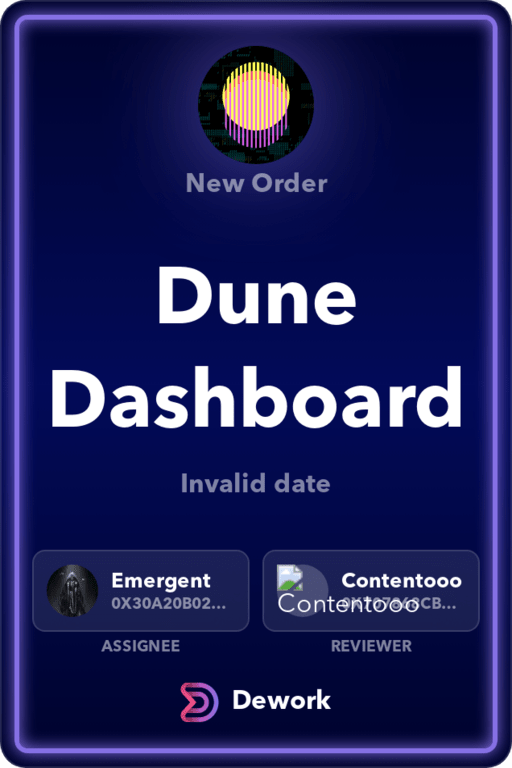 New Order
Dune
Dashboard
Invalid date
Emergent
0X30A20B02...
Contentooo
Contentooo
ASSIGNEE
REVIEWER
Dework